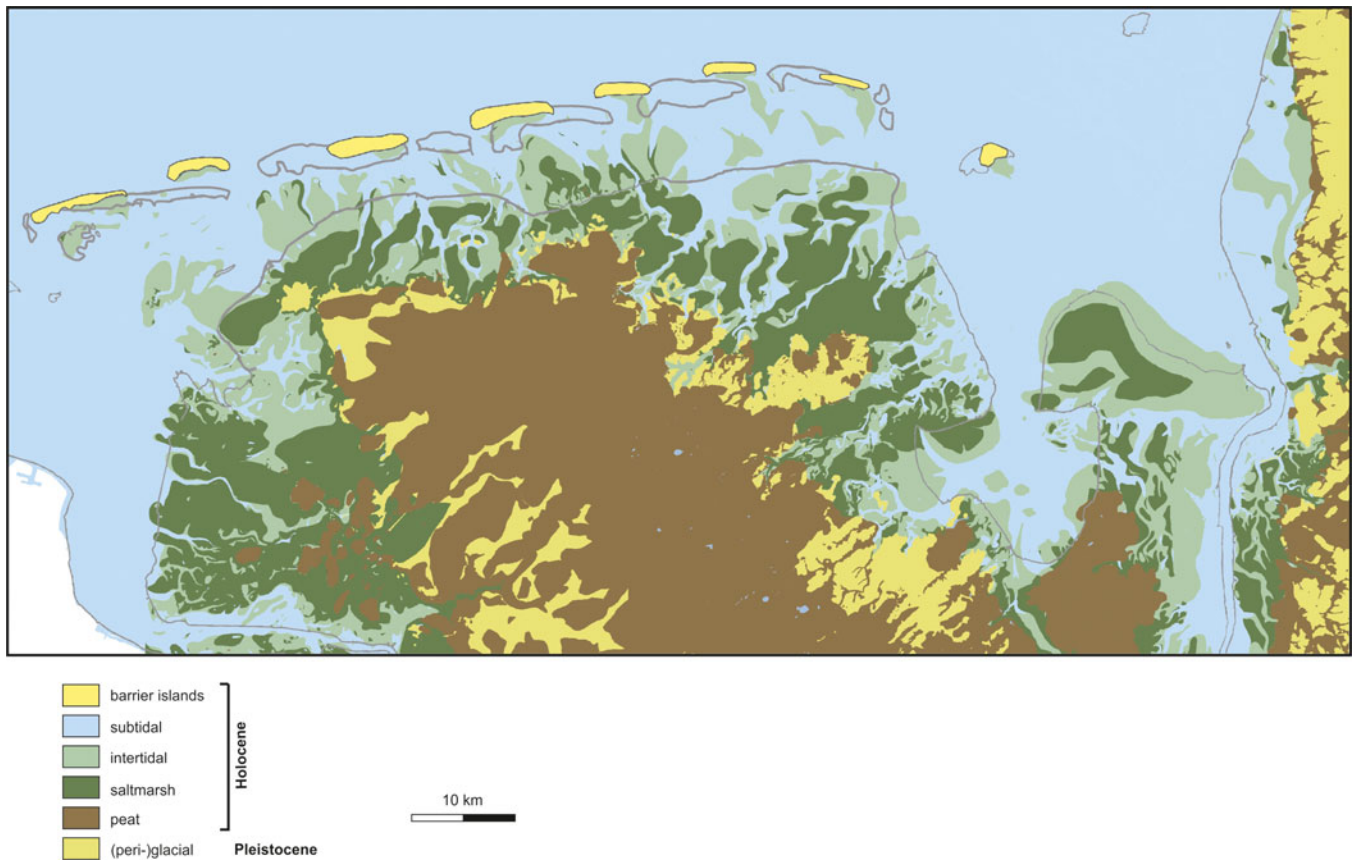 barrier islands
subtidal
intertidal
saltmarsh
peat
(peri-)glacial
Holocene
Pleistocene
10 km